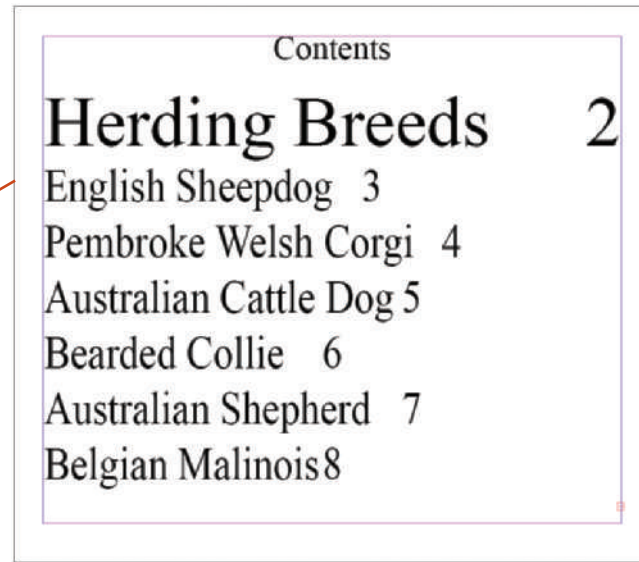 Contents
Herding Breeds 2
English Sheepdog 3
Pembroke Welsh Corgi 4
Australian Cattle Dog 5
Bearded Collie 6
Australian Shepherd 7
Belgian Malinois 8